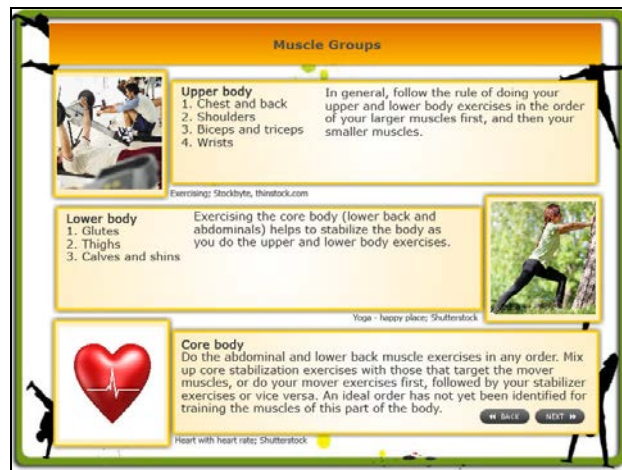 Muscle Groups
Upper body
1. Chest and back
2. Shoulders
3. Biceps and triceps
4. Wrists
In general, follow the rule of doing your
upper and lower body exercises in the order
of your larger muscles first, and then your
smaller muscles.
Exercising; Stockbyte, thinstock.com
Lower body
1. Glutes
2. Thighs
3. Calves and shins
Exercising the core body (lower back and
abdominals) helps to stabilize the body as
you do the upper and lower body exercises.
Yoga - happy place; Shutterstock
Core body
Do the abdominal and lower back muscle exercises in any order. Mix
up core stabilization exercises with those that target the mover
muscles, or do your mover exercises first, followed by your stabilizer
exercises or vice versa. An ideal order has not yet been identified for
training the muscles of this part of the body.
BACK
NEXT
Heart with heart rate; Shutterstock